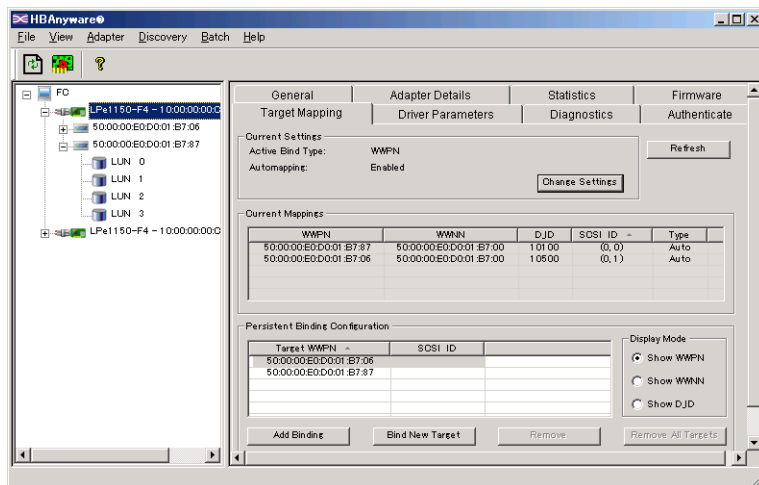 HBAnyware®
File View Adapter Discovery Batch Help
FC
LPe1150-F4 - 10:00:00:00:C
50:00:00:E0:D0:01:B7:06
50:00:00:E0:D0:01:B7:87
LUN 0
LUN 1
LUN 2
LUN 3
LPe1150-F4 - 10:00:00:00:C
General Adapter Details Statistics Firmware
Target Mapping Driver Parameters Diagnostics Authenticate
Current Settings
Active Bind Type: WWPN
Automapping: Enabled
Change Settings
Refresh
Current Mappings
WWPN WWNN DJD SCSI ID Type
50:00:00:E0:D0:01:B7:87 50:00:00:E0:D0:01:B7:00 10100 (0, 0) Auto
50:00:00:E0:D0:01:B7:06 50:00:00:E0:D0:01:B7:00 10500 (0, 1) Auto
Persistent Binding Configuration
Target WWPN SCSI ID
50:00:00:E0:D0:01:B7:06
50:00:00:E0:D0:01:B7:87
Display Mode
Show WWPN
Show WWNN
Show DJD
Add Binding Bind New Target Remove Remove All Targets